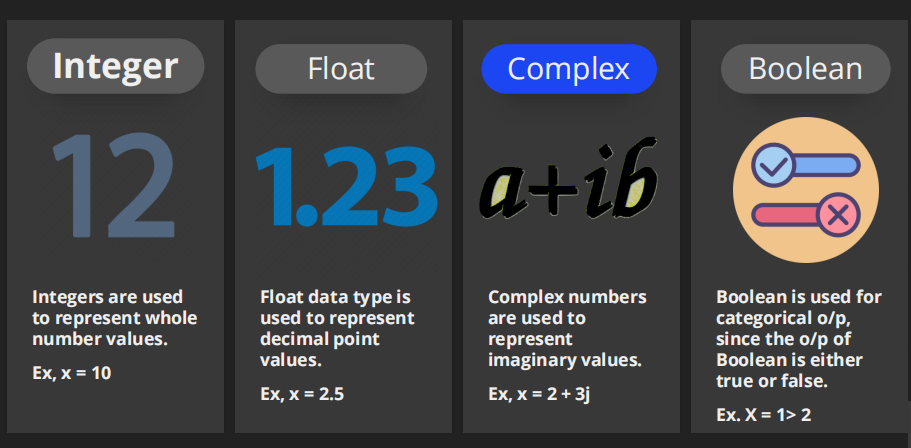 Integer
12
Integers are used
to represent whole
number values.
Ex, x = 10
Float
1.23
Float data type is
used to represent
decimal point
values.
Ex, x = 2.5
Complex
a+ib
Complex numbers
are used to
represent
imaginary values.
Ex, x = 2 + 3j
Boolean
Boolean is used for
categorical o/p,
since the o/p of
Boolean is either
true or false.
Ex. X = 1> 2